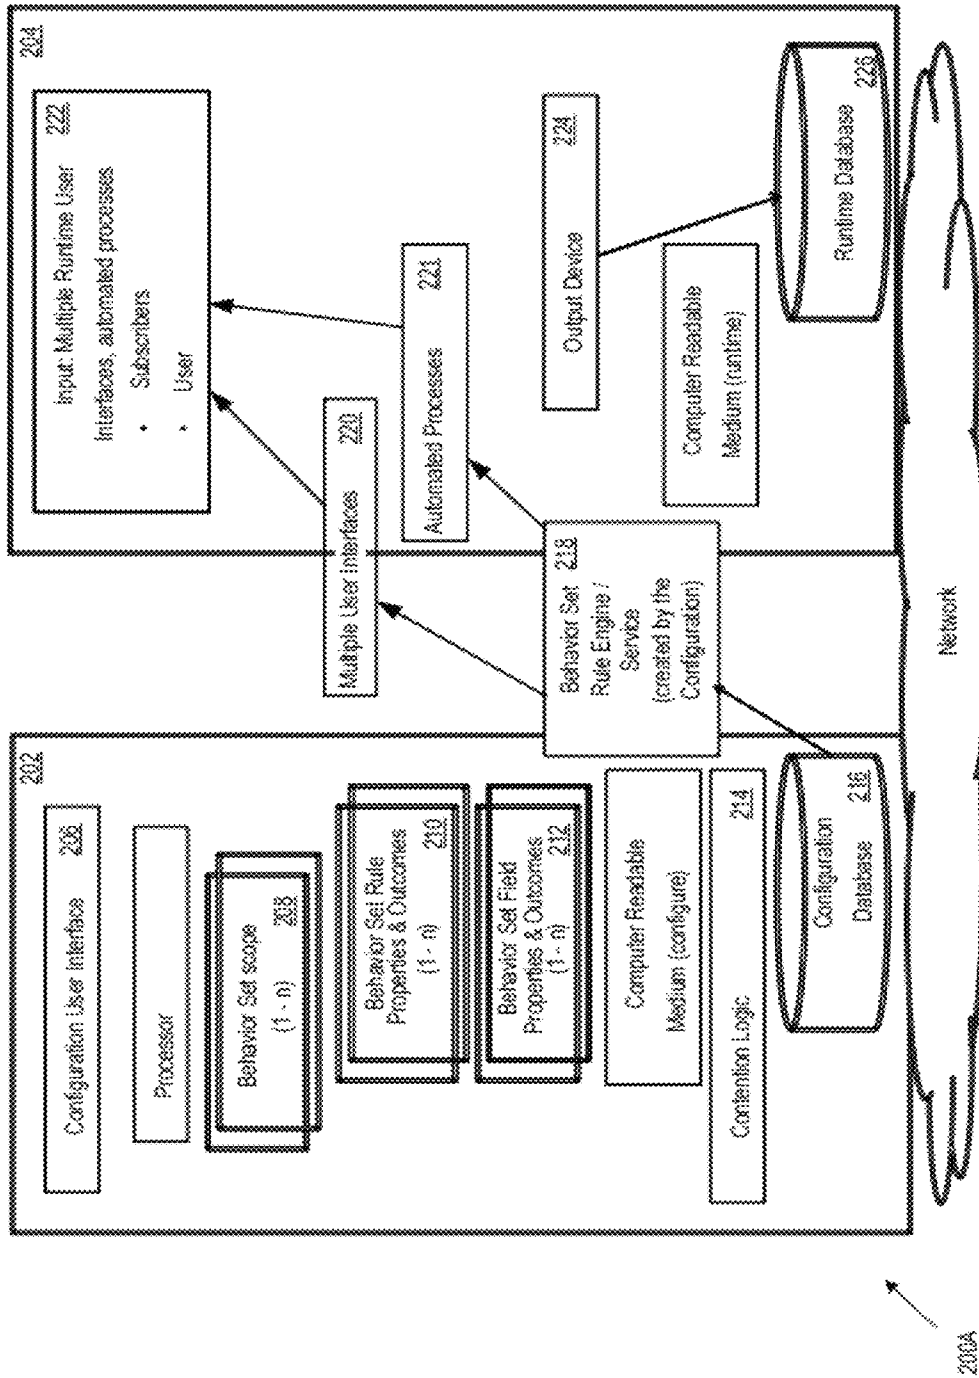 202
Configuration User Interface 206
Processor
Behavior Set scope
(1 - n) 208
Behavior Set Rule
Properties & Outcomes
(1 - n) 210
Behavior Set Field
Properties & Outcomes
(1 - n) 212
Computer Readable
Medium (configure)
Contention Logic 214
Configuration
Database 216
Multiple User Interfaces 220
Automated Processes 221
Behavior Set 218
Rule Engine /
Service
(created by the
Configuration)
204
222
Input: Multiple Runtime User
Interfaces, automated processes
• Subscribers
• User
Output Device 224
Computer Readable
Medium (runtime)
Runtime Database 226
Network
200A